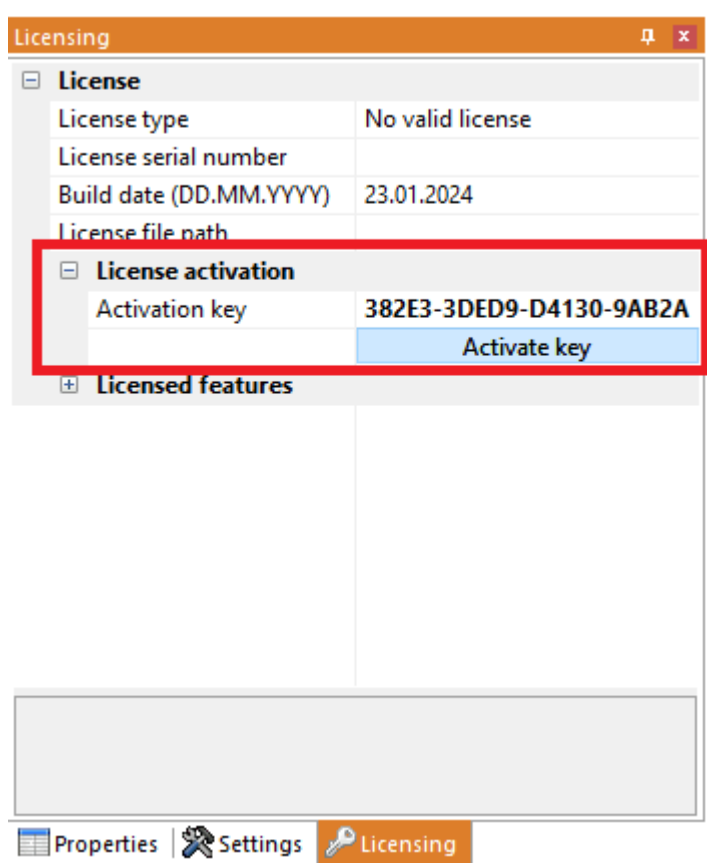 Licensing
License
License type No valid license
License serial number
Build date (DD.MM.YYYY) 23.01.2024
License file path
License activation
Activation key 382E3-3DED9-D4130-9AB2A
Activate key
Licensed features
Properties Settings Licensing